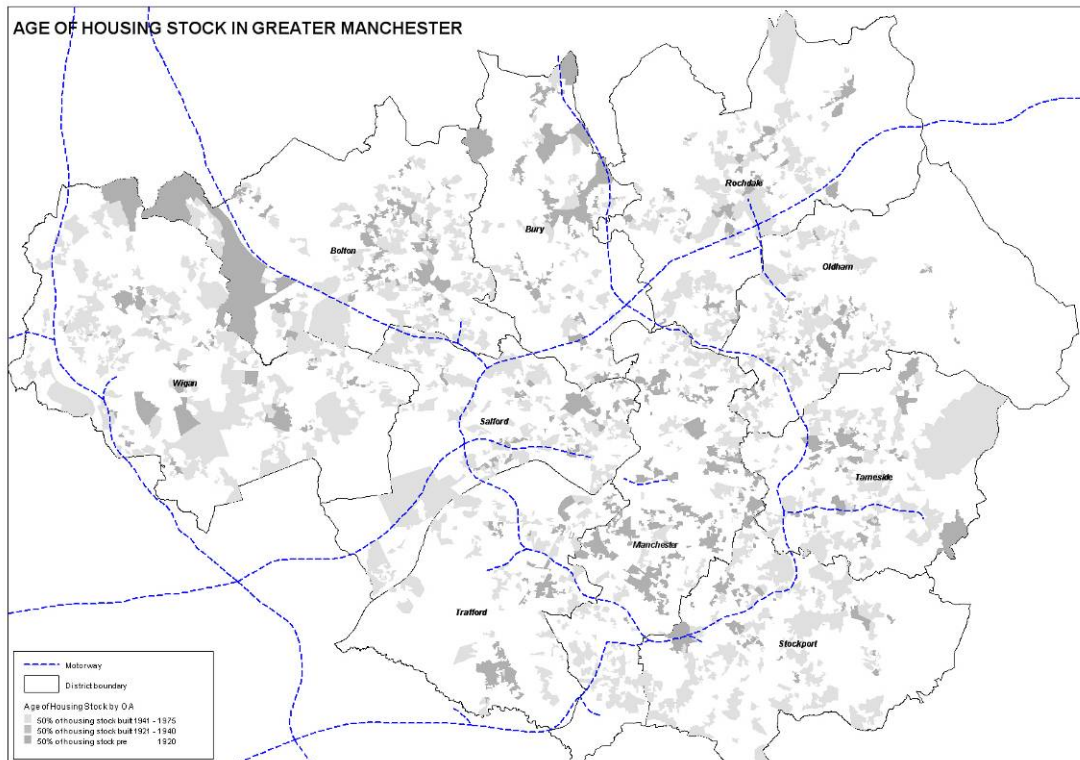 AGE OF HOUSING STOCK IN GREATER MANCHESTER
Rochdale
Bury
Bolton
Oldham
Wigan
Salford
Tameside
Manchester
Trafford
Stockport
Motorway
District boundary
Age of Housing Stock by OA
50% of housing stock built 1941 - 1975
50% of housing stock built 1921 - 1940
50% of housing stock pre 1920